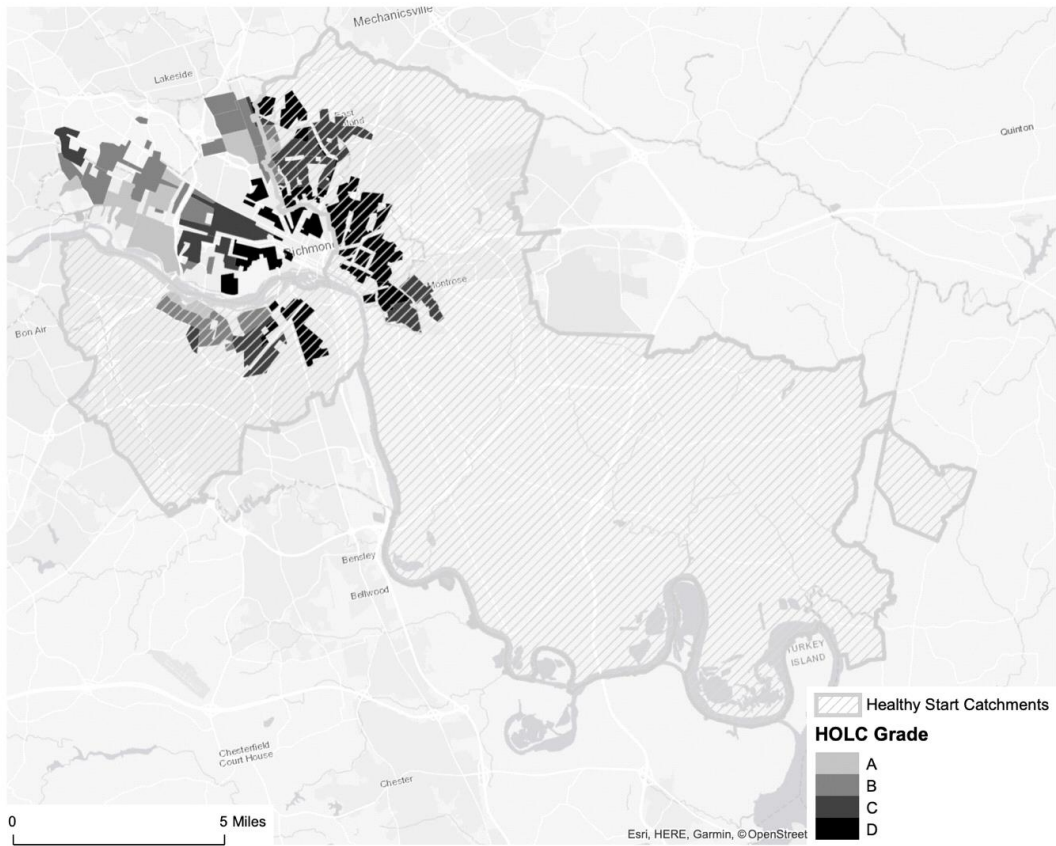 Mechanicsville
Lakeside
East
Quinton
Richmond
Montrose
Bon Air
Bensley
Bellwood
TURKEY
ISLAND
Chesterfield
Court House
Chester
Healthy Start Catchments
HOLC Grade
A
B
C
D
0 5 Miles
Esri, HERE, Garmin, © OpenStreet